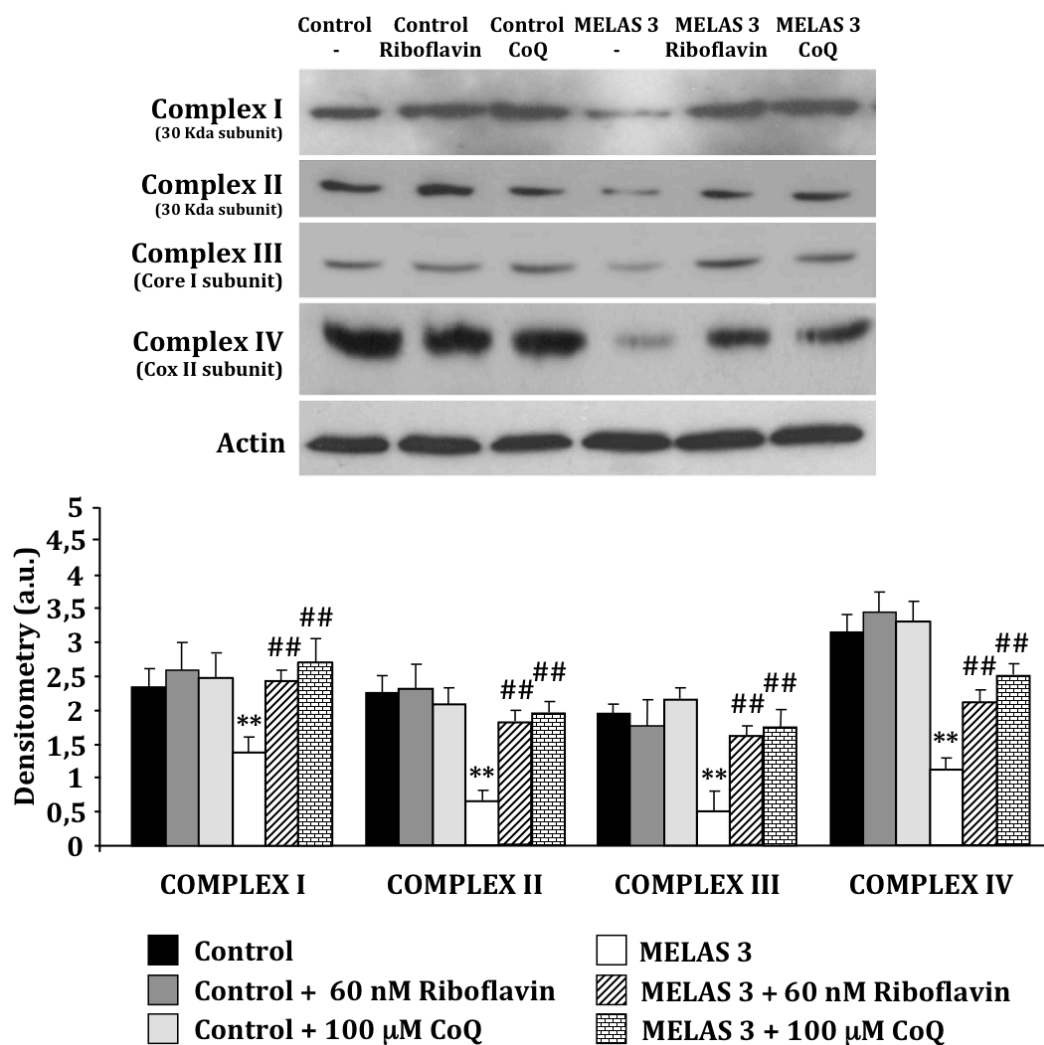 Control Control Control MELAS 3 MELAS 3 MELAS 3
- Riboflavin CoQ - Riboflavin CoQ
Complex I
(30 Kda subunit)
Complex II
(30 Kda subunit)
Complex III
(Core I subunit)
Complex IV
(Cox II subunit)
Actin
Densitometry (a.u.)
5
4,5
4
3,5
3
2,5
2
1,5
1
0,5
0
** ## ##
** ## ##
** ## ##
** ## ##
COMPLEX I COMPLEX II COMPLEX III COMPLEX IV
Control
Control + 60 nM Riboflavin
Control + 100 µM CoQ
MELAS 3
MELAS 3 + 60 nM Riboflavin
MELAS 3 + 100 µM CoQ